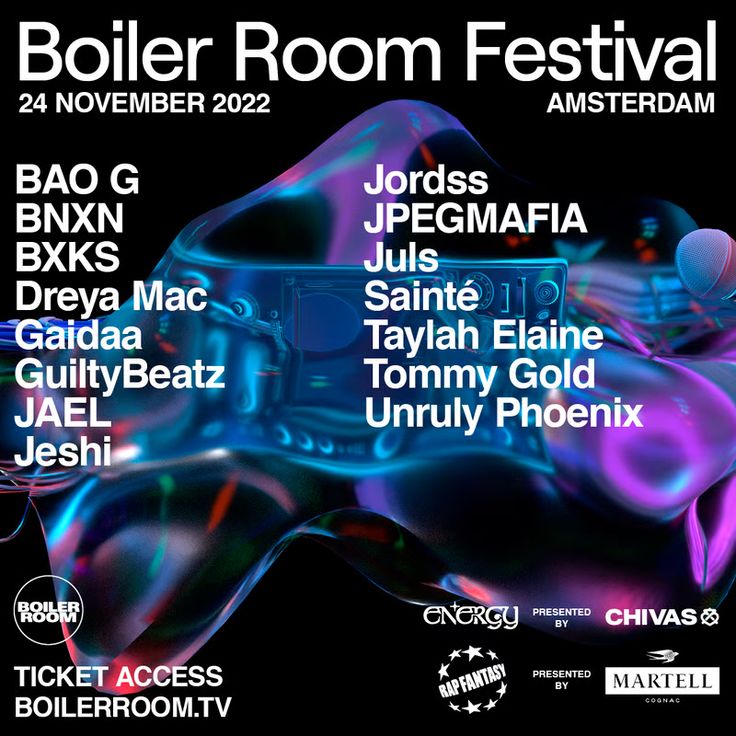 Boiler Room Festival
24 NOVEMBER 2022
AMSTERDAM
BAO G
BNXN
BXKS
Dreya Mac
Gaidaa
GuiltyBeatz
JAEL
Jeshi
Jordss
JPEGMAFIA
Juls
Sainté
Taylah Elaine
Tommy Gold
Unruly Phoenix
BOILER
ROOM
TICKET ACCESS
BOILERROOM.TV
ENERGY
PRESENTED
BY
CHIVAS
RAP FANTASY
PRESENTED
BY
MARTELL
COGNAC